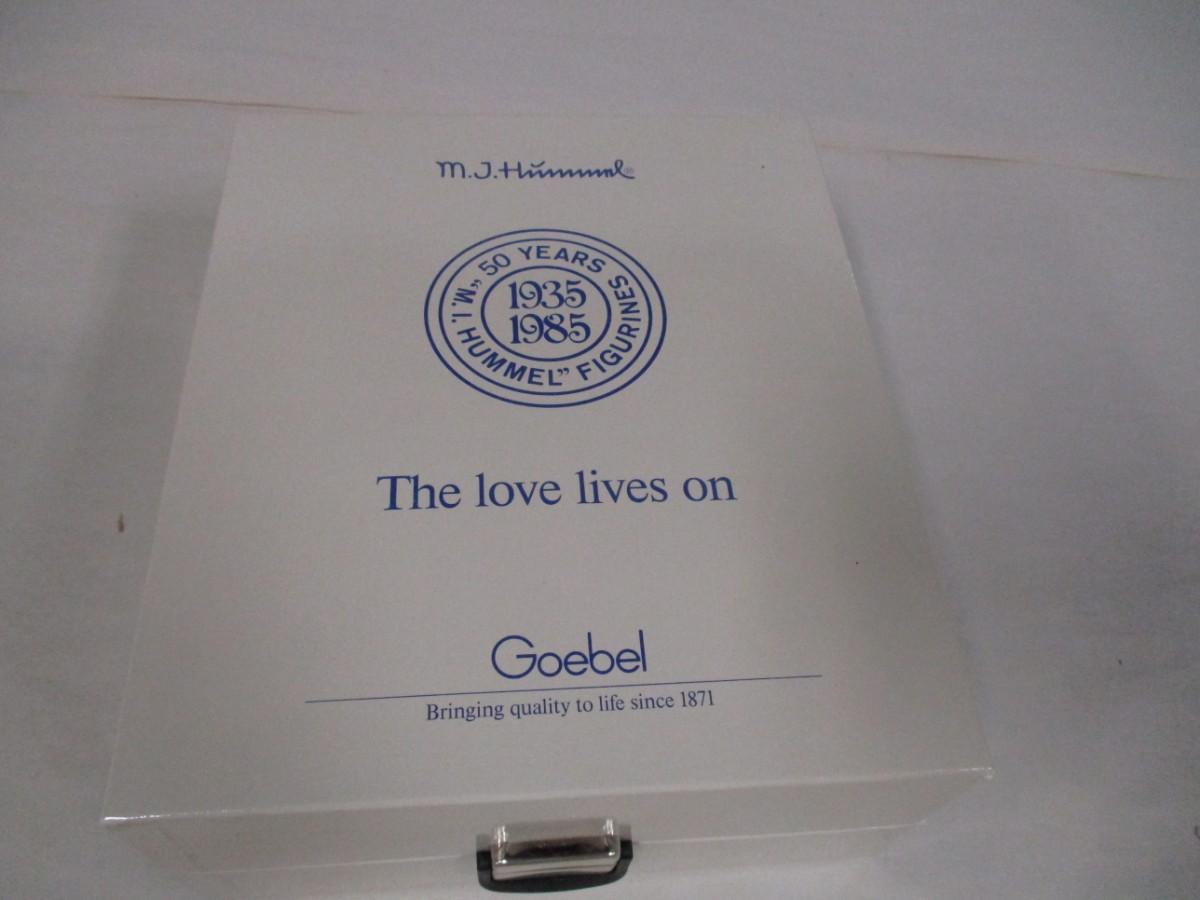 M.J.Hummel®
50 YEARS
"M. I. HUMMEL" FIGURINES
1935
1985
The love lives on
Goebel
Bringing quality to life since 1871